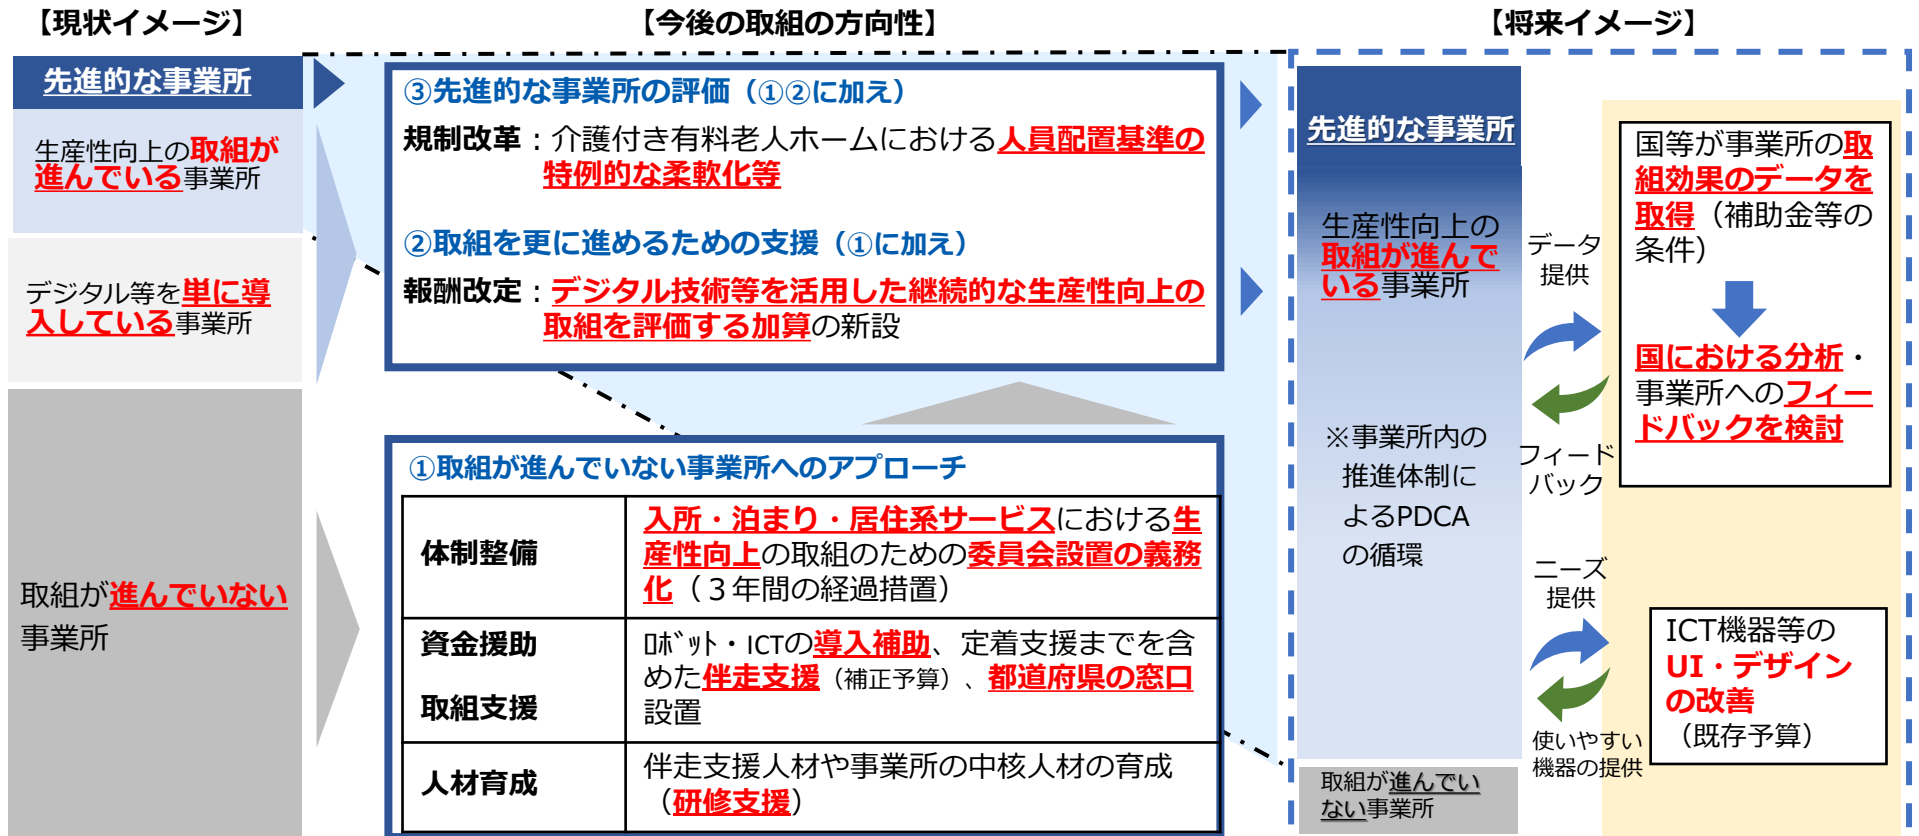 【現状イメージ】
【今後の取組の方向性】
【将来イメージ】
先進的な事業所
生産性向上の取組が
進んでいる事業所
デジタル等を単に導
入している事業所
取組が進んでいない
事業所
③先進的な事業所の評価（①②に加え）
規制改革：介護付き有料老人ホームにおける人員配置基準の
特例的な柔軟化等
②取組を更に進めるための支援（①に加え）
報酬改定：デジタル技術等を活用した継続的な生産性向上の
取組を評価する加算の新設
①取組が進んでいない事業所へのアプローチ
体制整備
入所・泊まり・居住系サービスにおける生
産性向上の取組のための委員会設置の義務
化（３年間の経過措置）
資金援助
取組支援
ﾛﾎﾞｯﾄ・ICTの導入補助、定着支援までを含
めた伴走支援（補正予算）、都道府県の窓口
設置
人材育成
伴走支援人材や事業所の中核人材の育成
（研修支援）
先進的な事業所
生産性向上の
取組が進んで
いる事業所
※事業所内の
推進体制に
よるPDCA
の循環
取組が進んでい
ない事業所
データ
提供
フィード
バック
ニーズ
提供
使いやすい
機器の提供
国等が事業所の取
組効果のデータを
取得（補助金等の
条件）
国における分析・
事業所へのフィー
ドバックを検討
ICT機器等の
UI・デザイン
の改善
（既存予算）